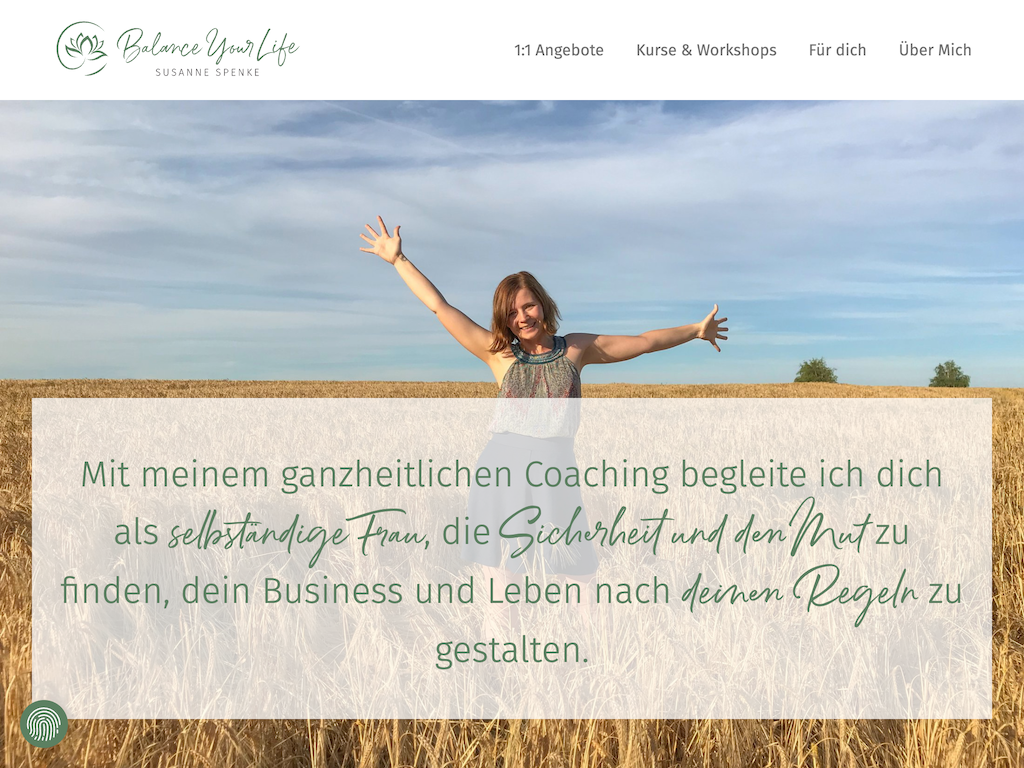 Balance Your Life
SUSANNE SPENKE
1:1 Angebote
Kurse & Workshops
Für dich
Über Mich
Mit meinem ganzheitlichen Coaching begleite ich dich
als selbständige Frau, die Sicherheit und den Mut zu
finden, dein Business und Leben nach deinen Regeln zu
gestalten.